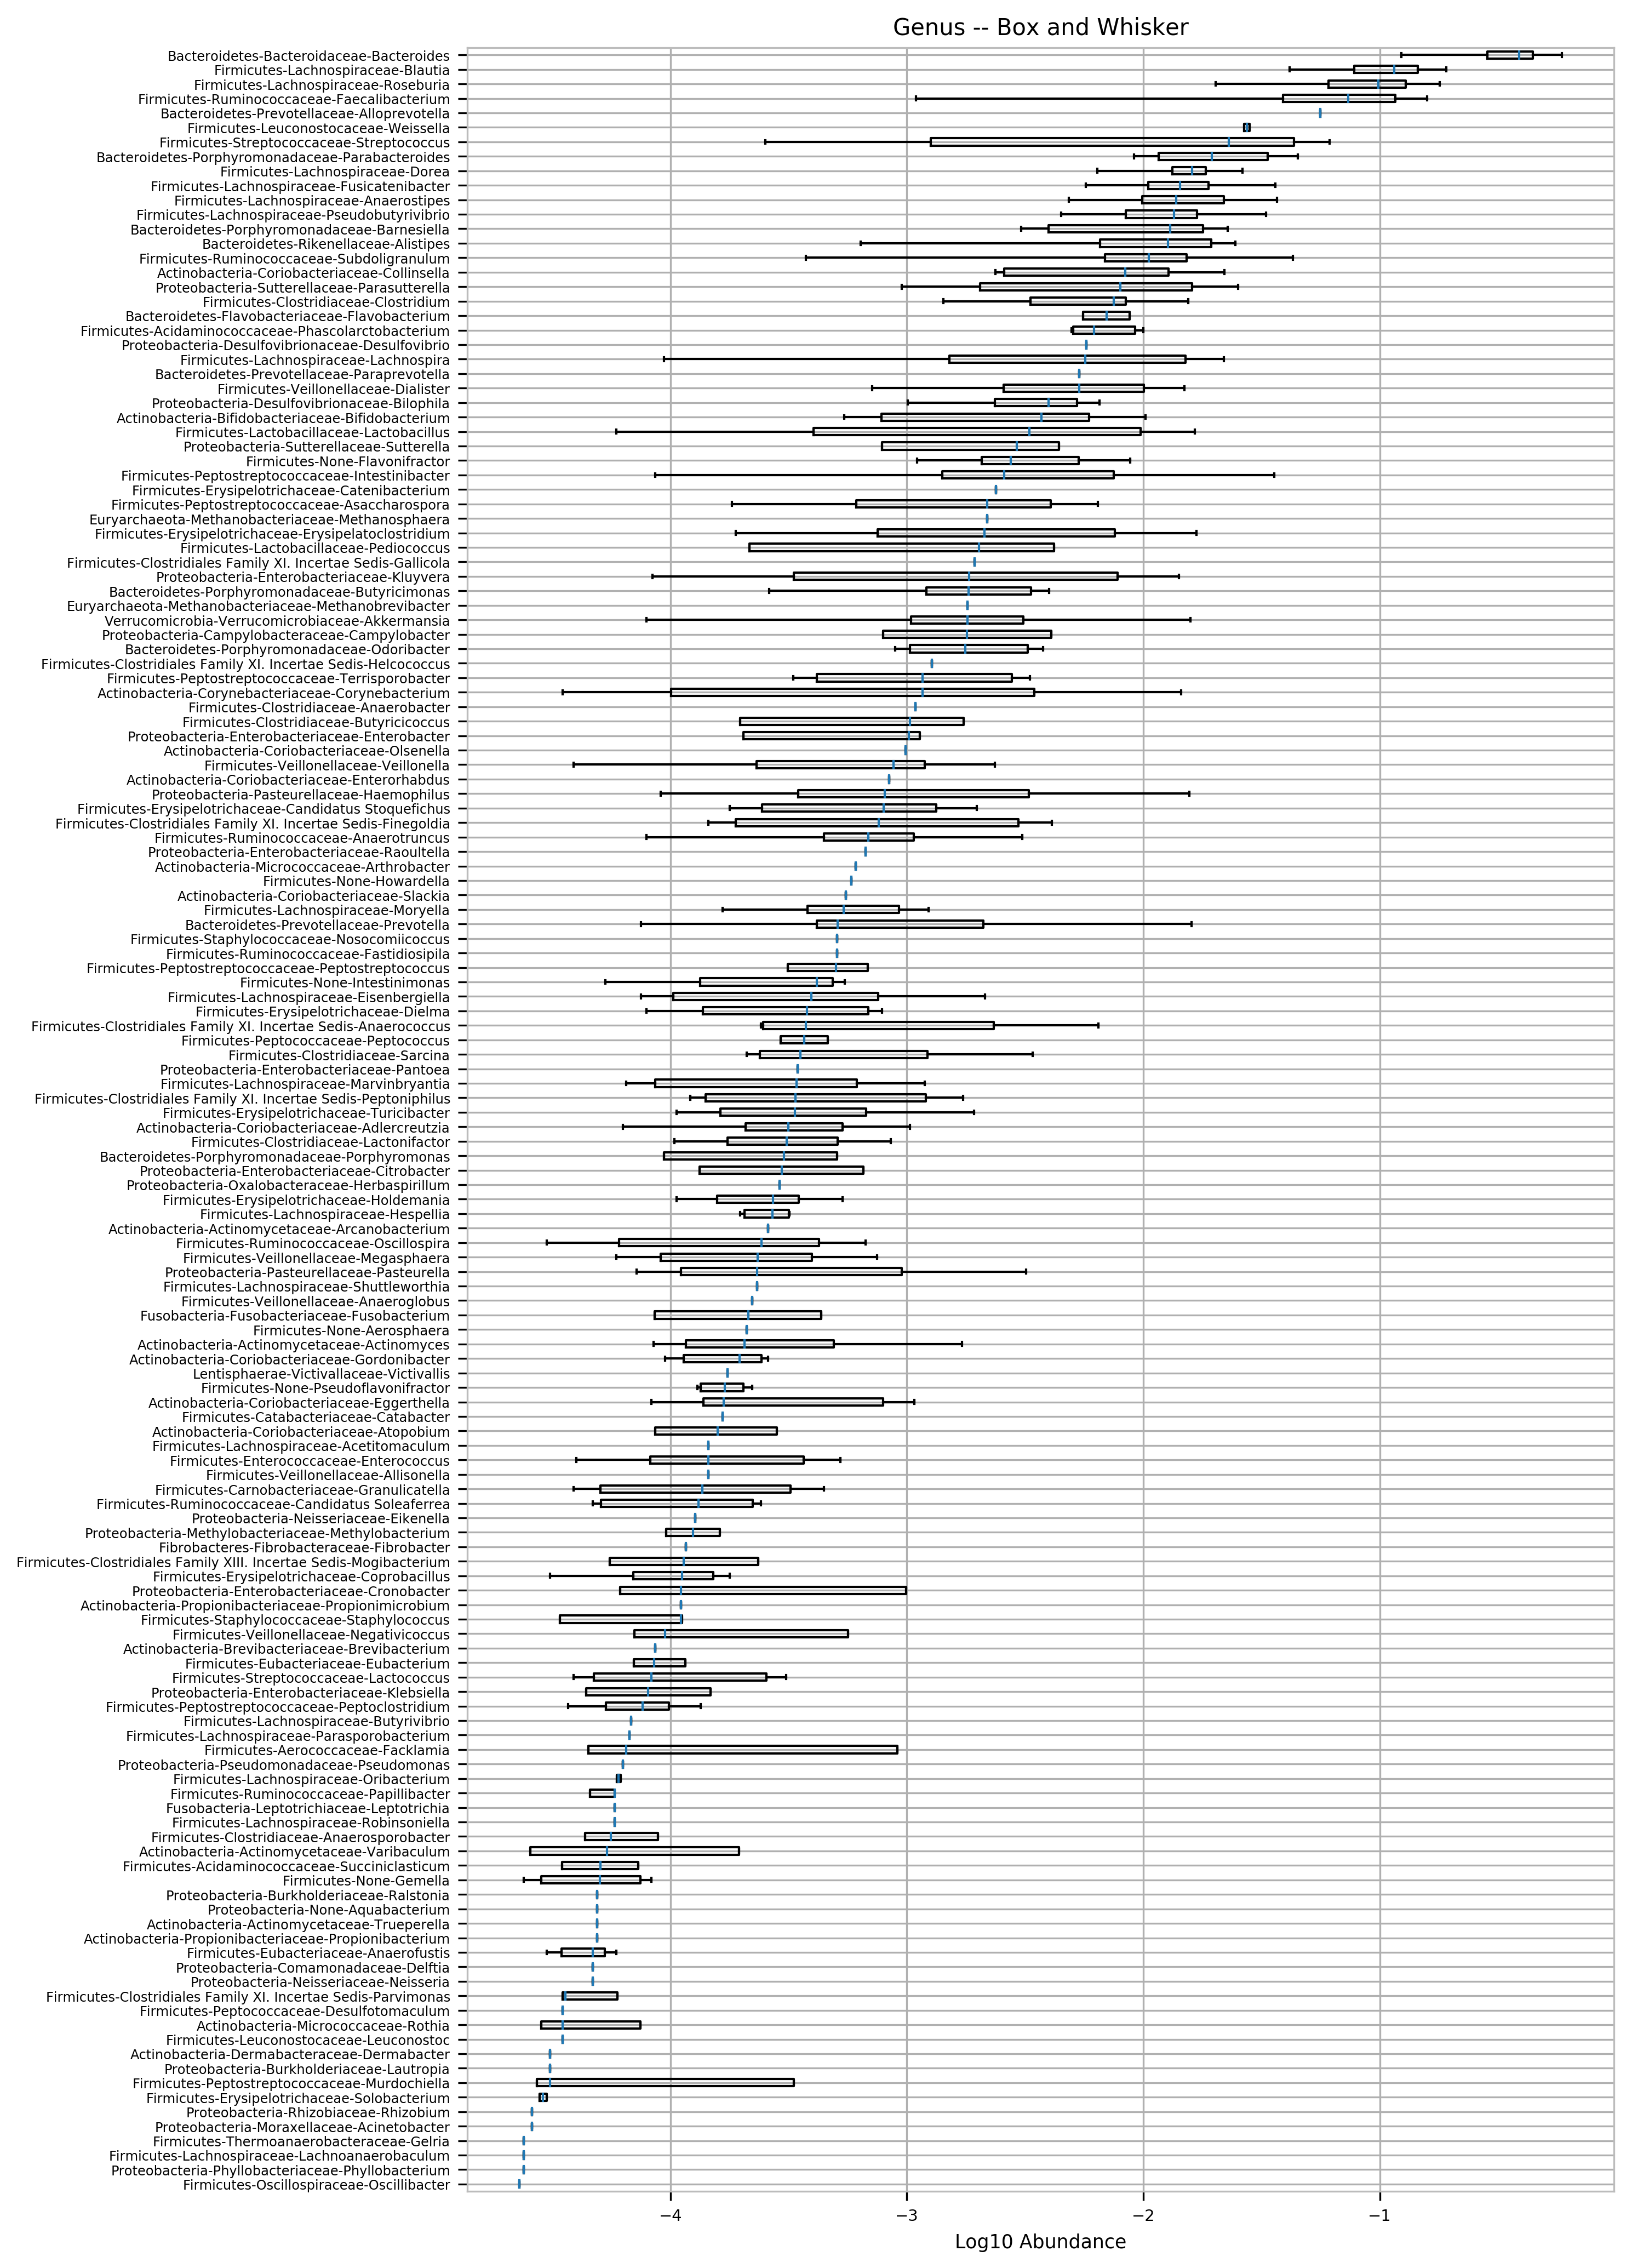 Genus -- Box and Whisker
Bacteroidetes-Bacteroidaceae-Bacteroides
Firmicutes-Lachnospiraceae-Blautia
Firmicutes-Lachnospiraceae-Roseburia
Firmicutes-Ruminococcaceae-Faecalibacterium
Bacteroidetes-Prevotellaceae-Alloprevotella
Firmicutes-Leuconostocaceae-Weissella
Firmicutes-Streptococcaceae-Streptococcus
Bacteroidetes-Porphyromonadaceae-Parabacteroides
Firmicutes-Lachnospiraceae-Dorea
Firmicutes-Lachnospiraceae-Fusicatenibacter
Firmicutes-Lachnospiraceae-Anaerostipes
Firmicutes-Lachnospiraceae-Pseudobutyrivibrio
Bacteroidetes-Porphyromonadaceae-Barnesiella
Bacteroidetes-Rikenellaceae-Alistipes
Firmicutes-Ruminococcaceae-Subdoligranulum
Actinobacteria-Coriobacteriaceae-Collinsella
Proteobacteria-Sutterellaceae-Parasutterella
Firmicutes-Clostridiaceae-Clostridium
Bacteroidetes-Flavobacteriaceae-Flavobacterium
Firmicutes-Acidaminococcaceae-Phascolarctobacterium
Proteobacteria-Desulfovibrionaceae-Desulfovibrio
Firmicutes-Lachnospiraceae-Lachnospira
Bacteroidetes-Prevotellaceae-Paraprevotella
Firmicutes-Veillonellaceae-Dialister
Proteobacteria-Desulfovibrionaceae-Bilophila
Actinobacteria-Bifidobacteriaceae-Bifidobacterium
Firmicutes-Lactobacillaceae-Lactobacillus
Proteobacteria-Sutterellaceae-Sutterella
Firmicutes-None-Flavonifractor
Firmicutes-Peptostreptococcaceae-Intestinibacter
Firmicutes-Erysipelotrichaceae-Catenibacterium
Firmicutes-Peptostreptococcaceae-Asaccharospora
Euryarchaeota-Methanobacteriaceae-Methanosphaera
Firmicutes-Erysipelotrichaceae-Erysipelatoclostridium
Firmicutes-Lactobacillaceae-Pediococcus
Firmicutes-Clostridiales Family XI. Incertae Sedis-Gallicola
Proteobacteria-Enterobacteriaceae-Kluyvera
Bacteroidetes-Porphyromonadaceae-Butyricimonas
Euryarchaeota-Methanobacteriaceae-Methanobrevibacter
Verrucomicrobia-Verrucomicrobiaceae-Akkermansia
Proteobacteria-Campylobacteraceae-Campylobacter
Bacteroidetes-Porphyromonadaceae-Odoribacter
Firmicutes-Clostridiales Family XI. Incertae Sedis-Helcococcus
Firmicutes-Peptostreptococcaceae-Terrisporobacter
Actinobacteria-Corynebacteriaceae-Corynebacterium
Firmicutes-Clostridiaceae-Anaerobacter
Firmicutes-Clostridiaceae-Butyricicoccus
Proteobacteria-Enterobacteriaceae-Enterobacter
Actinobacteria-Coriobacteriaceae-Olsenella
Firmicutes-Veillonellaceae-Veillonella
Actinobacteria-Coriobacteriaceae-Enterorhabdus
Proteobacteria-Pasteurellaceae-Haemophilus
Firmicutes-Erysipelotrichaceae-Candidatus Stoquefichus
Firmicutes-Clostridiales Family XI. Incertae Sedis-Finegoldia
Firmicutes-Ruminococcaceae-Anaerotruncus
Proteobacteria-Enterobacteriaceae-Raoultella
Actinobacteria-Micrococcaceae-Arthrobacter
Firmicutes-None-Howardella
Actinobacteria-Coriobacteriaceae-Slackia
Firmicutes-Lachnospiraceae-Moryella
Bacteroidetes-Prevotellaceae-Prevotella
Firmicutes-Staphylococcaceae-Nosocomiicoccus
Firmicutes-Ruminococcaceae-Fastidiosipila
Firmicutes-Peptostreptococcaceae-Peptostreptococcus
Firmicutes-None-Intestinimonas
Firmicutes-Lachnospiraceae-Eisenbergiella
Firmicutes-Erysipelotrichaceae-Dielma
Firmicutes-Clostridiales Family XI. Incertae Sedis-Anaerococcus
Firmicutes-Peptococcaceae-Peptococcus
Firmicutes-Clostridiaceae-Sarcina
Proteobacteria-Enterobacteriaceae-Pantoea
Firmicutes-Lachnospiraceae-Marvinbryantia
Firmicutes-Clostridiales Family XI. Incertae Sedis-Peptoniphilus
Firmicutes-Erysipelotrichaceae-Turicibacter
Actinobacteria-Coriobacteriaceae-Adlercreutzia
Firmicutes-Clostridiaceae-Lactonifactor
Bacteroidetes-Porphyromonadaceae-Porphyromonas
Proteobacteria-Enterobacteriaceae-Citrobacter
Proteobacteria-Oxalobacteraceae-Herbaspirillum
Firmicutes-Erysipelotrichaceae-Holdemania
Firmicutes-Lachnospiraceae-Hespellia
Actinobacteria-Actinomycetaceae-Arcanobacterium
Firmicutes-Ruminococcaceae-Oscillospira
Firmicutes-Veillonellaceae-Megasphaera
Proteobacteria-Pasteurellaceae-Pasteurella
Firmicutes-Lachnospiraceae-Shuttleworthia
Firmicutes-Veillonellaceae-Anaeroglobus
Fusobacteria-Fusobacteriaceae-Fusobacterium
Firmicutes-None-Aerosphaera
Actinobacteria-Actinomycetaceae-Actinomyces
Actinobacteria-Coriobacteriaceae-Gordonibacter
Lentisphaerae-Victivallaceae-Victivallis
Firmicutes-None-Pseudoflavonifractor
Actinobacteria-Coriobacteriaceae-Eggerthella
Firmicutes-Catabacteriaceae-Catabacter
Actinobacteria-Coriobacteriaceae-Atopobium
Firmicutes-Lachnospiraceae-Acetitomaculum
Firmicutes-Enterococcaceae-Enterococcus
Firmicutes-Veillonellaceae-Allisonella
Firmicutes-Carnobacteriaceae-Granulicatella
Firmicutes-Ruminococcaceae-Candidatus Soleaferrea
Proteobacteria-Neisseriaceae-Eikenella
Proteobacteria-Methylobacteriaceae-Methylobacterium
Fibrobacteres-Fibrobacteraceae-Fibrobacter
Firmicutes-Clostridiales Family XIII. Incertae Sedis-Mogibacterium
Firmicutes-Erysipelotrichaceae-Coprobacillus
Proteobacteria-Enterobacteriaceae-Cronobacter
Actinobacteria-Propionibacteriaceae-Propionimicrobium
Firmicutes-Staphylococcaceae-Staphylococcus
Firmicutes-Veillonellaceae-Negativicoccus
Actinobacteria-Brevibacteriaceae-Brevibacterium
Firmicutes-Eubacteriaceae-Eubacterium
Firmicutes-Streptococcaceae-Lactococcus
Proteobacteria-Enterobacteriaceae-Klebsiella
Firmicutes-Peptostreptococcaceae-Peptoclostridium
Firmicutes-Lachnospiraceae-Butyrivibrio
Firmicutes-Lachnospiraceae-Parasporobacterium
Firmicutes-Aerococcaceae-Facklamia
Proteobacteria-Pseudomonadaceae-Pseudomonas
Firmicutes-Lachnospiraceae-Oribacterium
Firmicutes-Ruminococcaceae-Papillibacter
Fusobacteria-Leptotrichiaceae-Leptotrichia
Firmicutes-Lachnospiraceae-Robinsoniella
Firmicutes-Clostridiaceae-Anaerosporobacter
Actinobacteria-Actinomycetaceae-Varibaculum
Firmicutes-Acidaminococcaceae-Succiniclasticum
Firmicutes-None-Gemella
Proteobacteria-Burkholderiaceae-Ralstonia
Proteobacteria-None-Aquabacterium
Actinobacteria-Actinomycetaceae-Trueperella
Actinobacteria-Propionibacteriaceae-Propionibacterium
Firmicutes-Eubacteriaceae-Anaerofustis
Proteobacteria-Comamonadaceae-Delftia
Proteobacteria-Neisseriaceae-Neisseria
Firmicutes-Clostridiales Family XI. Incertae Sedis-Parvimonas
Firmicutes-Peptococcaceae-Desulfotomaculum
Actinobacteria-Micrococcaceae-Rothia
Firmicutes-Leuconostocaceae-Leuconostoc
Actinobacteria-Dermabacteraceae-Dermabacter
Proteobacteria-Burkholderiaceae-Lautropia
Firmicutes-Peptostreptococcaceae-Murdochiella
Firmicutes-Erysipelotrichaceae-Solobacterium
Proteobacteria-Rhizobiaceae-Rhizobium
Proteobacteria-Moraxellaceae-Acinetobacter
Firmicutes-Thermoanaerobacteraceae-Gelria
Firmicutes-Lachnospiraceae-Lachnoanaerobaculum
Proteobacteria-Phyllobacteriaceae-Phyllobacterium
Firmicutes-Oscillospiraceae-Oscillibacter
−4 −3 −2 −1
Log10 Abundance